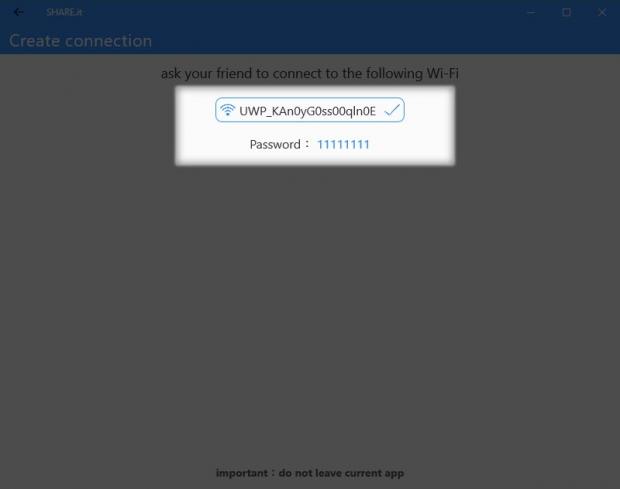 SHARE.it
Create connection
ask your friend to connect to the following Wi-Fi
UWP_KAn0yG0ss00qln0E
Password： 11111111
important：do not leave current app